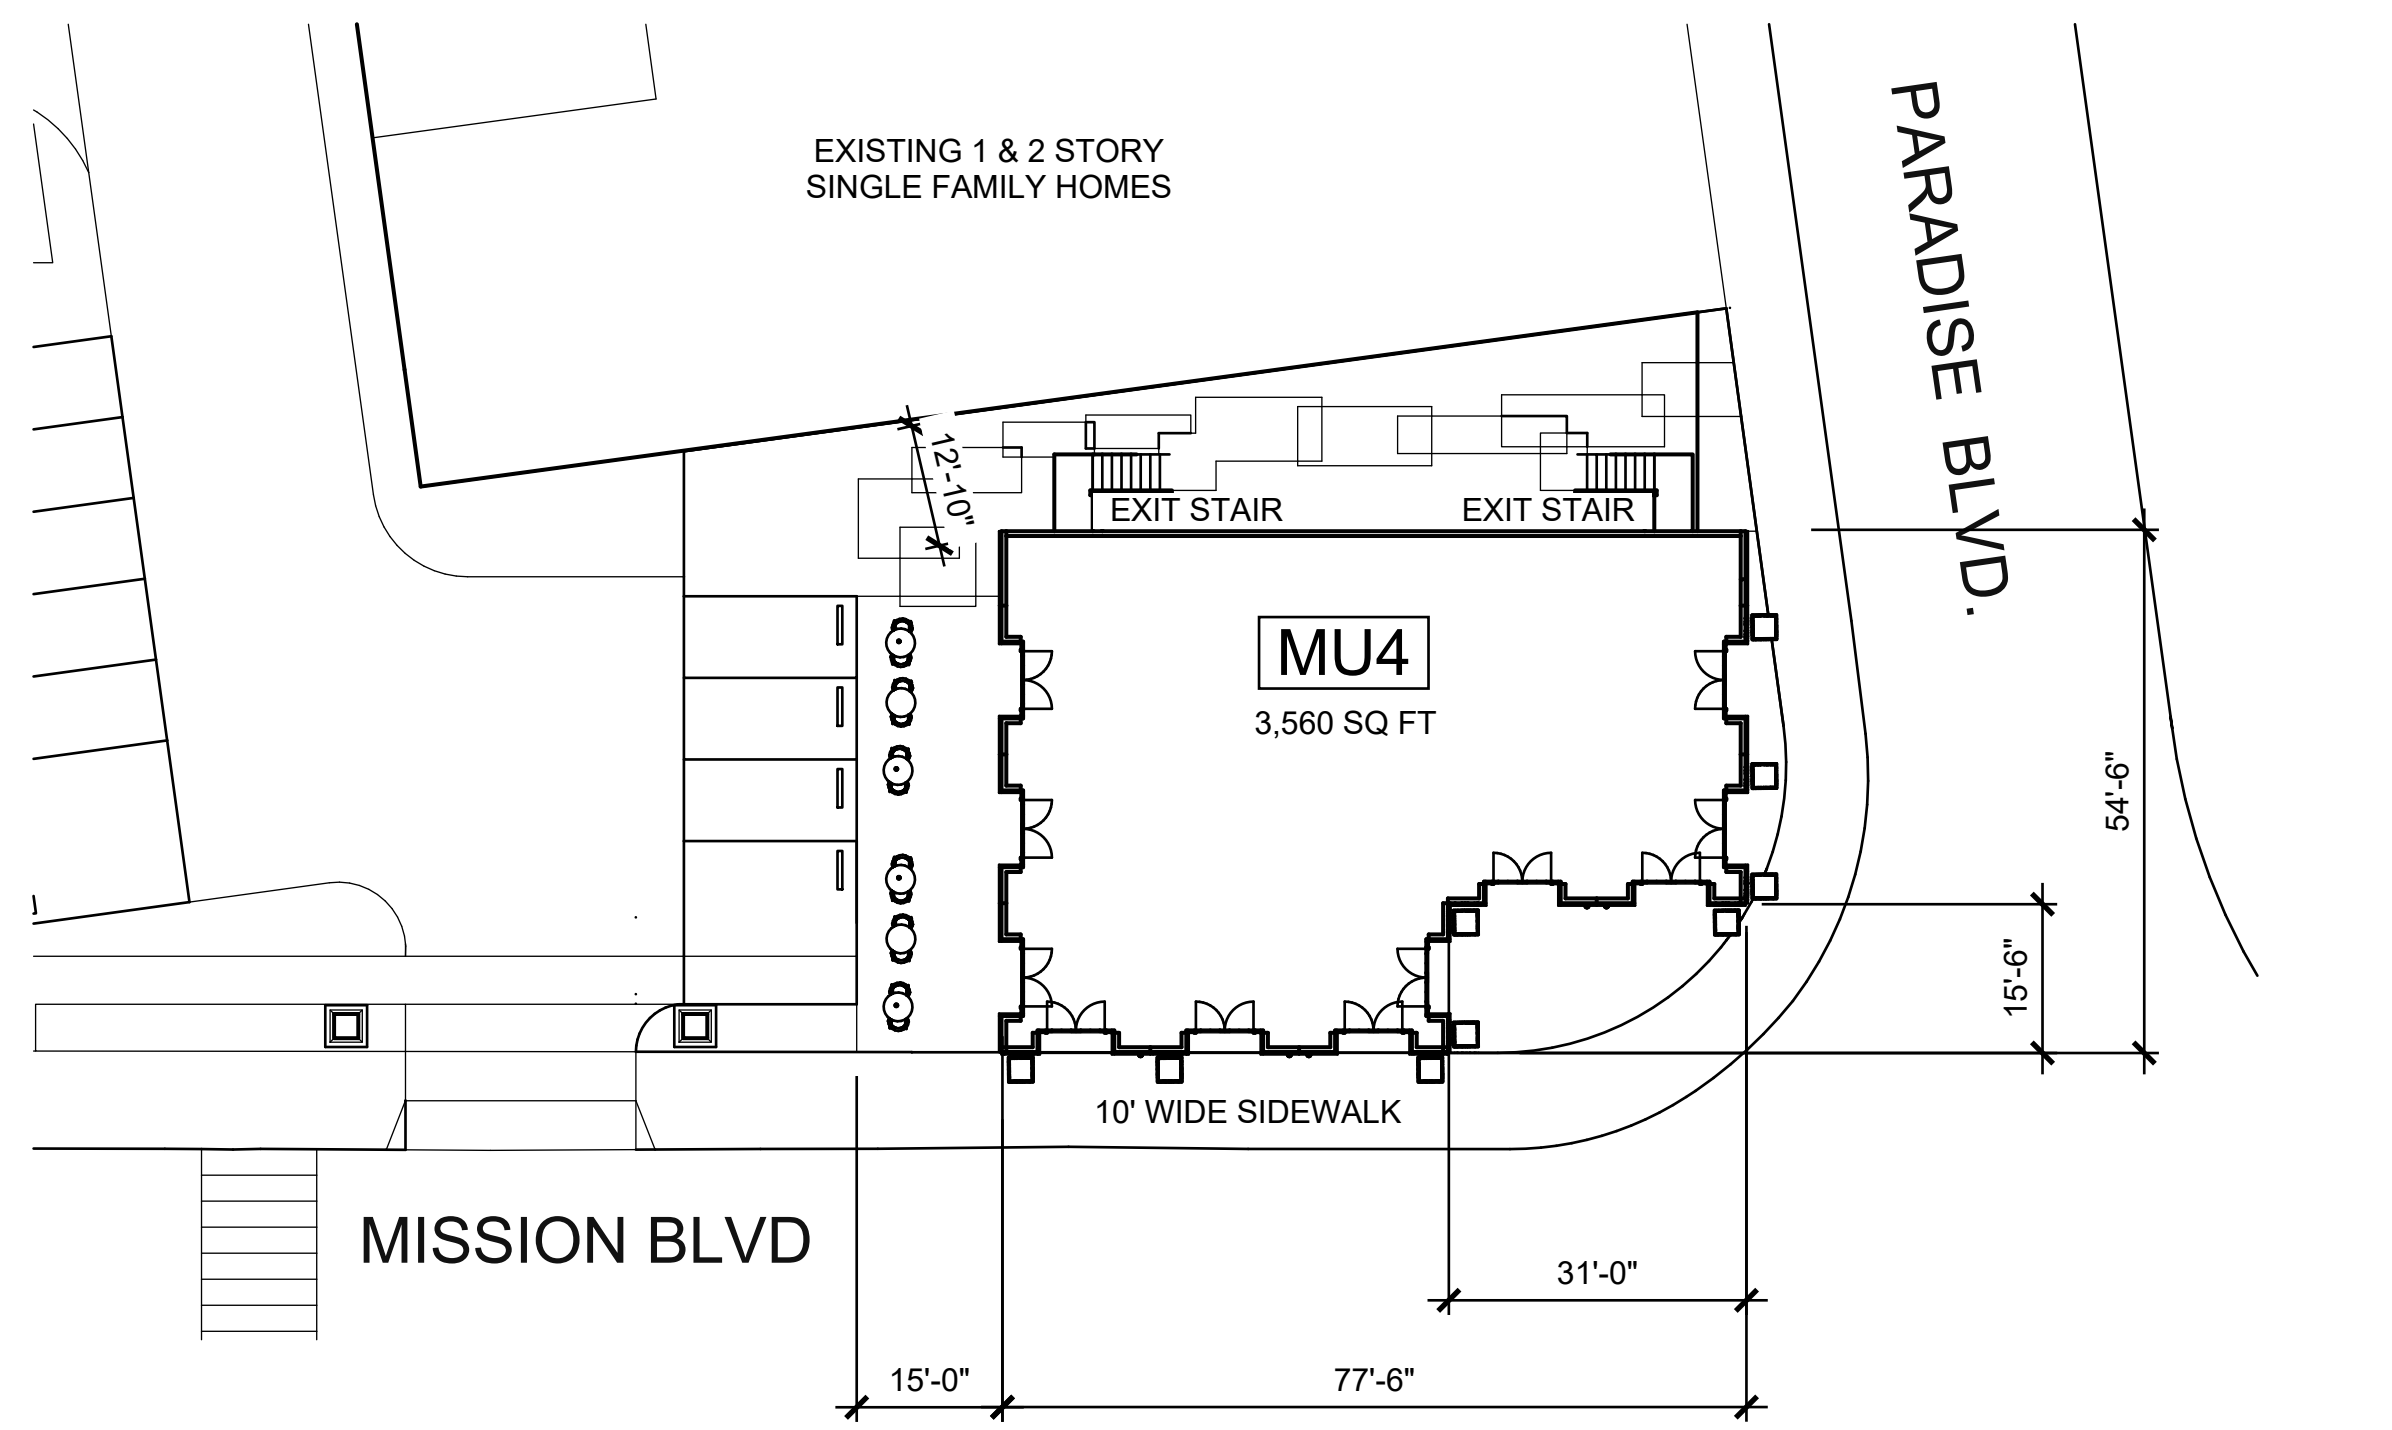 EXISTING 1 & 2 STORY
SINGLE FAMILY HOMES
PARADISE BLVD.
12'-10"
EXIT STAIR
EXIT STAIR
MU4
3,560 SQ FT
54'-6"
15'-6"
10' WIDE SIDEWALK
MISSION BLVD
31'-0"
15'-0"
77'-6"